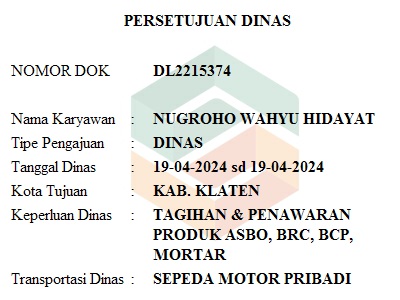 PERSETUJUAN DINAS
NOMOR DOK DL2215374
Nama Karyawan : NUGROHO WAHYU HIDAYAT
Tipe Pengajuan : DINAS
Tanggal Dinas : 19-04-2024 sd 19-04-2024
Kota Tujuan : KAB. KLATEN
Keperluan Dinas : TAGIHAN & PENAWARAN
PRODUK ASBO, BRC, BCP,
MORTAR
Transportasi Dinas : SEPEDA MOTOR PRIBADI